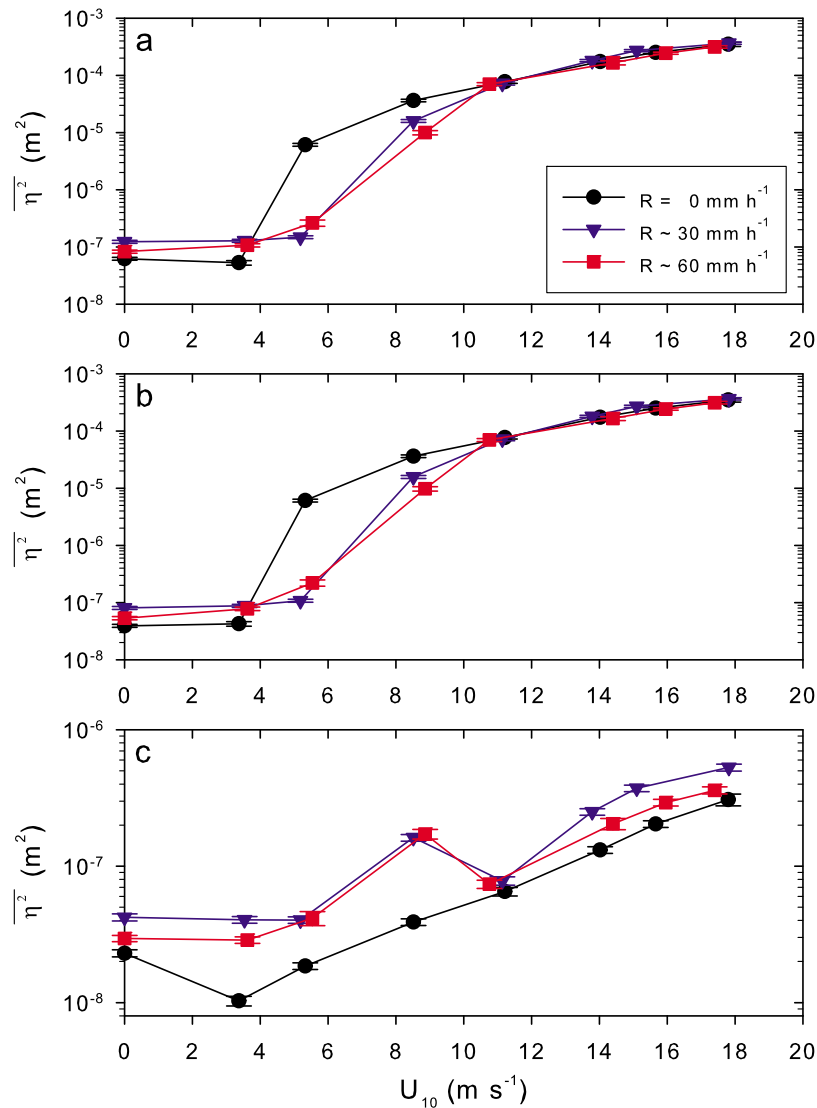 a
10⁻³
10⁻⁴
10⁻⁵
10⁻⁶
10⁻⁷
10⁻⁸
η² (m²)
R = 0 mm h⁻¹
R ~ 30 mm h⁻¹
R ~ 60 mm h⁻¹
0 2 4 6 8 10 12 14 16 18 20
b
10⁻³
10⁻⁴
10⁻⁵
10⁻⁶
10⁻⁷
10⁻⁸
η² (m²)
0 2 4 6 8 10 12 14 16 18 20
c
10⁻⁶
10⁻⁷
10⁻⁸
η² (m²)
0 2 4 6 8 10 12 14 16 18 20
U₁₀ (m s⁻¹)